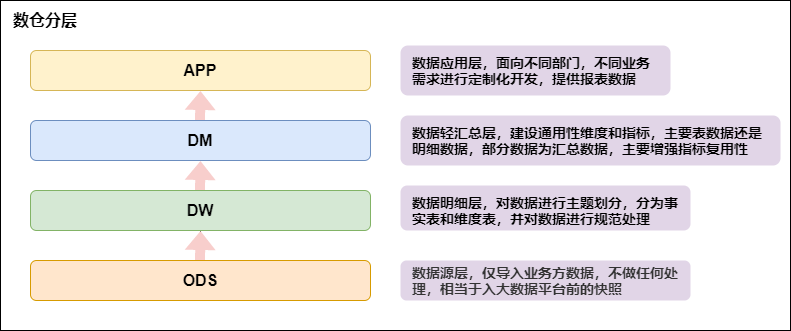 数仓分层
APP
数据应用层，面向不同部门，不同业务
需求进行定制化开发，提供报表数据
DM
数据轻汇总层，建设通用性维度和指标，主要表数据还是
明细数据，部分数据为汇总数据，主要增强指标复用性
DW
数据明细层，对数据进行主题划分，分为事
实表和维度表，并对数据进行规范处理
ODS
数据源层，仅导入业务方数据，不做任何处
理，相当于入大数据平台前的快照